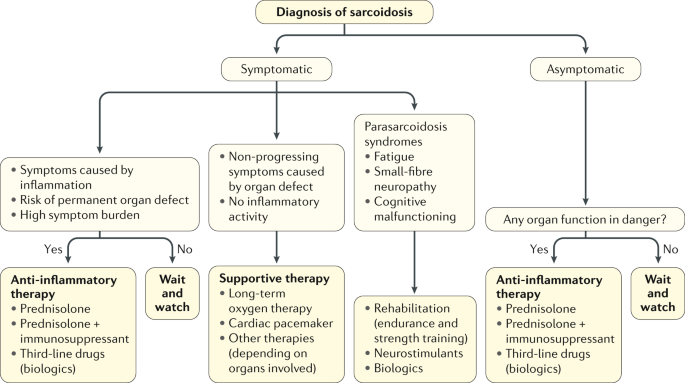 Diagnosis of sarcoidosis
Symptomatic
Asymptomatic
• Symptoms caused by
inflammation
• Risk of permanent organ defect
• High symptom burden
• Non-progressing
symptoms caused
by organ defect
• No inflammatory
activity
Parasarcoidosis
syndromes
• Fatigue
• Small-fibre
neuropathy
• Cognitive
malfunctioning
Any organ function in danger?
Yes
No
Yes
No
Anti-inflammatory
therapy
• Prednisolone
• Prednisolone +
immunosuppressant
• Third-line drugs
(biologics)
Wait
and
watch
Supportive therapy
• Long-term
oxygen therapy
• Cardiac pacemaker
• Other therapies
(depending on
organs involved)
• Rehabilitation
(endurance and
strength training)
• Neurostimulants
• Biologics
Anti-inflammatory
therapy
• Prednisolone
• Prednisolone +
immunosuppressant
• Third-line drugs
(biologics)
Wait
and
watch